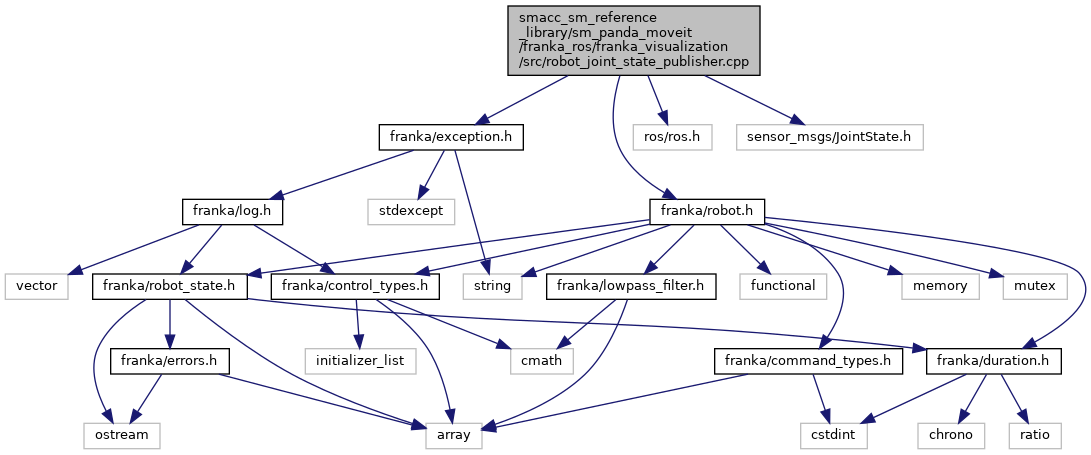 smacc_sm_reference
_library/sm_panda_moveit
/franka_ros/franka_visualization
/src/robot_joint_state_publisher.cpp
franka/exception.h
ros/ros.h
sensor_msgs/JointState.h
franka/log.h
stdexcept
franka/robot.h
vector
franka/robot_state.h
franka/control_types.h
string
franka/lowpass_filter.h
functional
memory
mutex
franka/errors.h
initializer_list
cmath
franka/command_types.h
franka/duration.h
ostream
array
cstdint
chrono
ratio